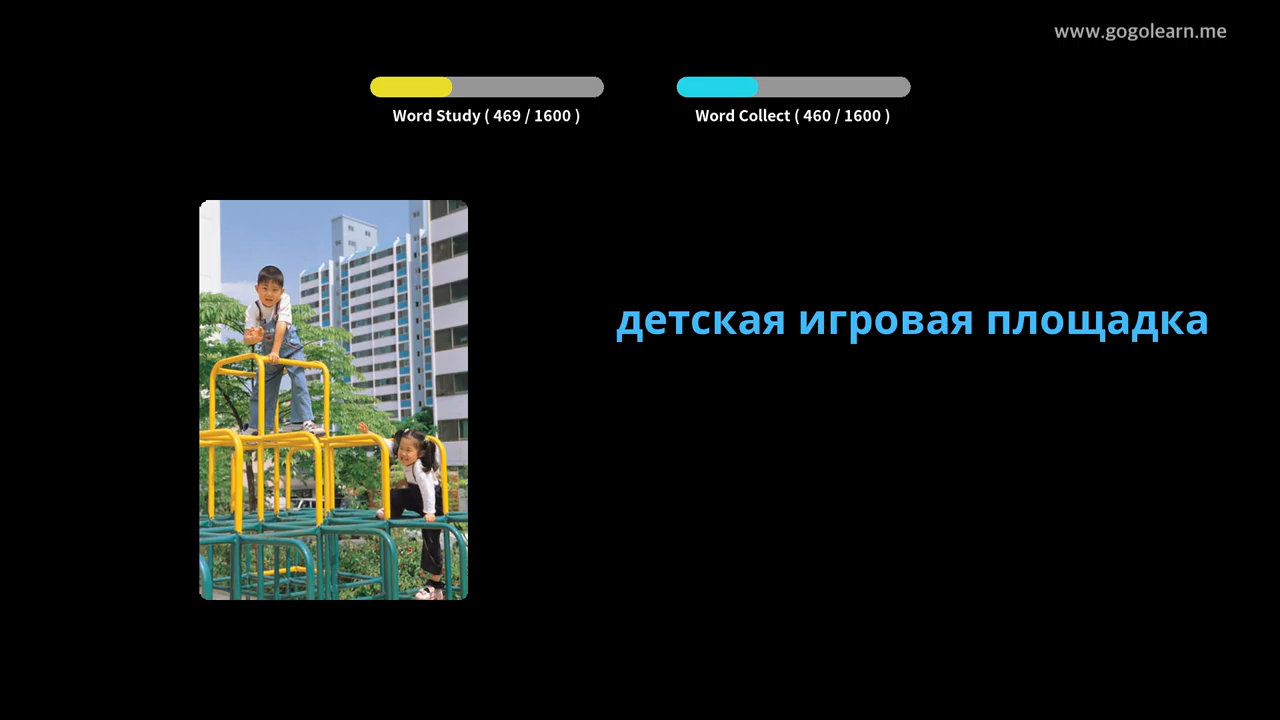 www.gogolearn.me
Word Study ( 469 / 1600 )
Word Collect ( 460 / 1600 )
детская игровая площадка